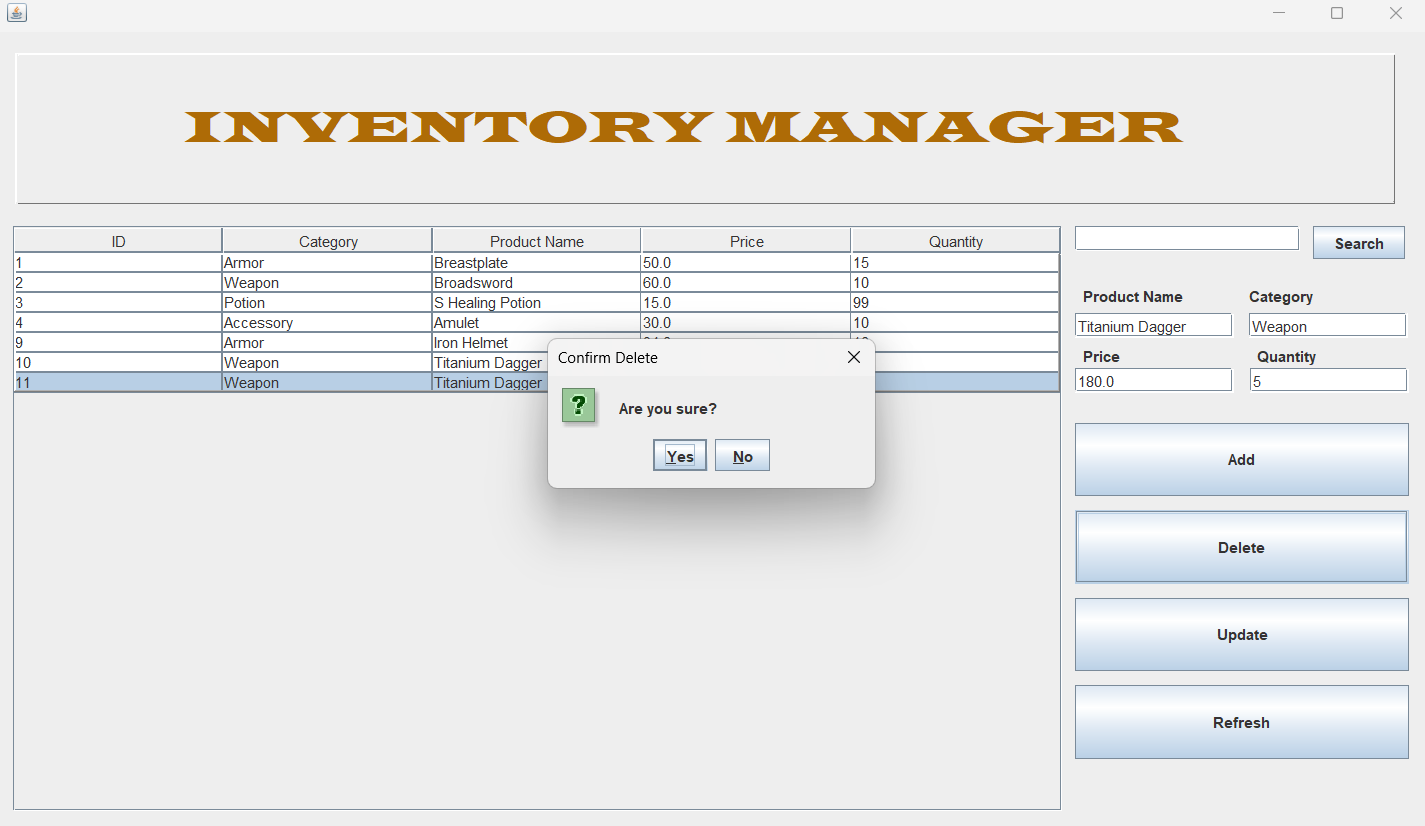 INVENTORY MANAGER
ID Category Product Name Price Quantity
1 Armor Breastplate 50.0 15
2 Weapon Broadsword 60.0 10
3 Potion S Healing Potion 15.0 99
4 Accessory Amulet 30.0 10
9 Armor Iron Helmet
10 Weapon Titanium Dagger
11 Weapon Titanium Dagger
Confirm Delete
?
Are you sure?
Yes No
Search
Product Name Category
Titanium Dagger Weapon
Price Quantity
180.0 5
Add
Delete
Update
Refresh